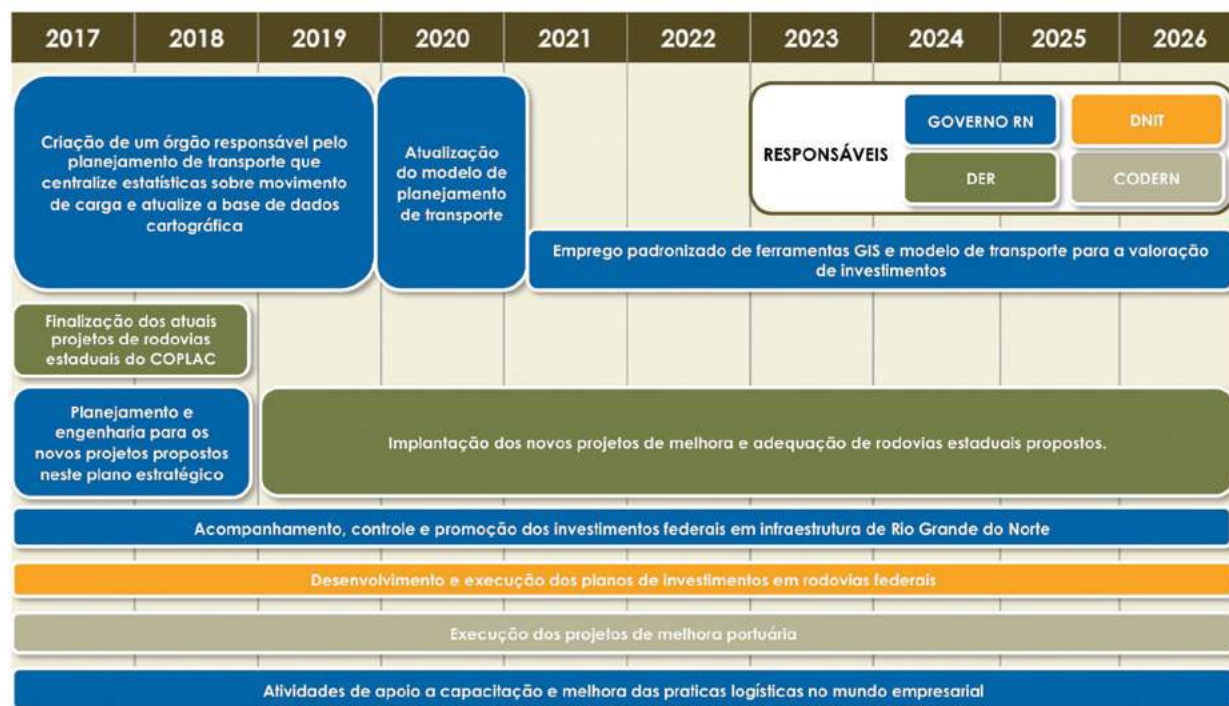 2017 2018 2019 2020 2021 2022 2023 2024 2025 2026
Criação de um órgão responsável pelo
planejamento de transporte que
centralize estatísticas sobre movimento
de carga e atualize a base de dados
cartográfica
Atualização
do modelo de
planejamento
de transporte
RESPONSÁVEIS
GOVERNO RN
DNIT
DER
CODERN
Emprego padronizado de ferramentas GIS e modelo de transporte para a valoração
de investimentos
Finalização dos atuais
projetos de rodovias
estaduais do COPLAC
Planejamento e
engenharia para os
novos projetos propostos
neste plano estratégico
Implantação dos novos projetos de melhora e adequação de rodovias estaduais propostos.
Acompanhamento, controle e promoção dos investimentos federais em infraestrutura de Rio Grande do Norte
Desenvolvimento e execução dos planos de investimentos em rodovias federais
Execução dos projetos de melhora portuária
Atividades de apoio a capacitação e melhora das praticas logísticas no mundo empresarial